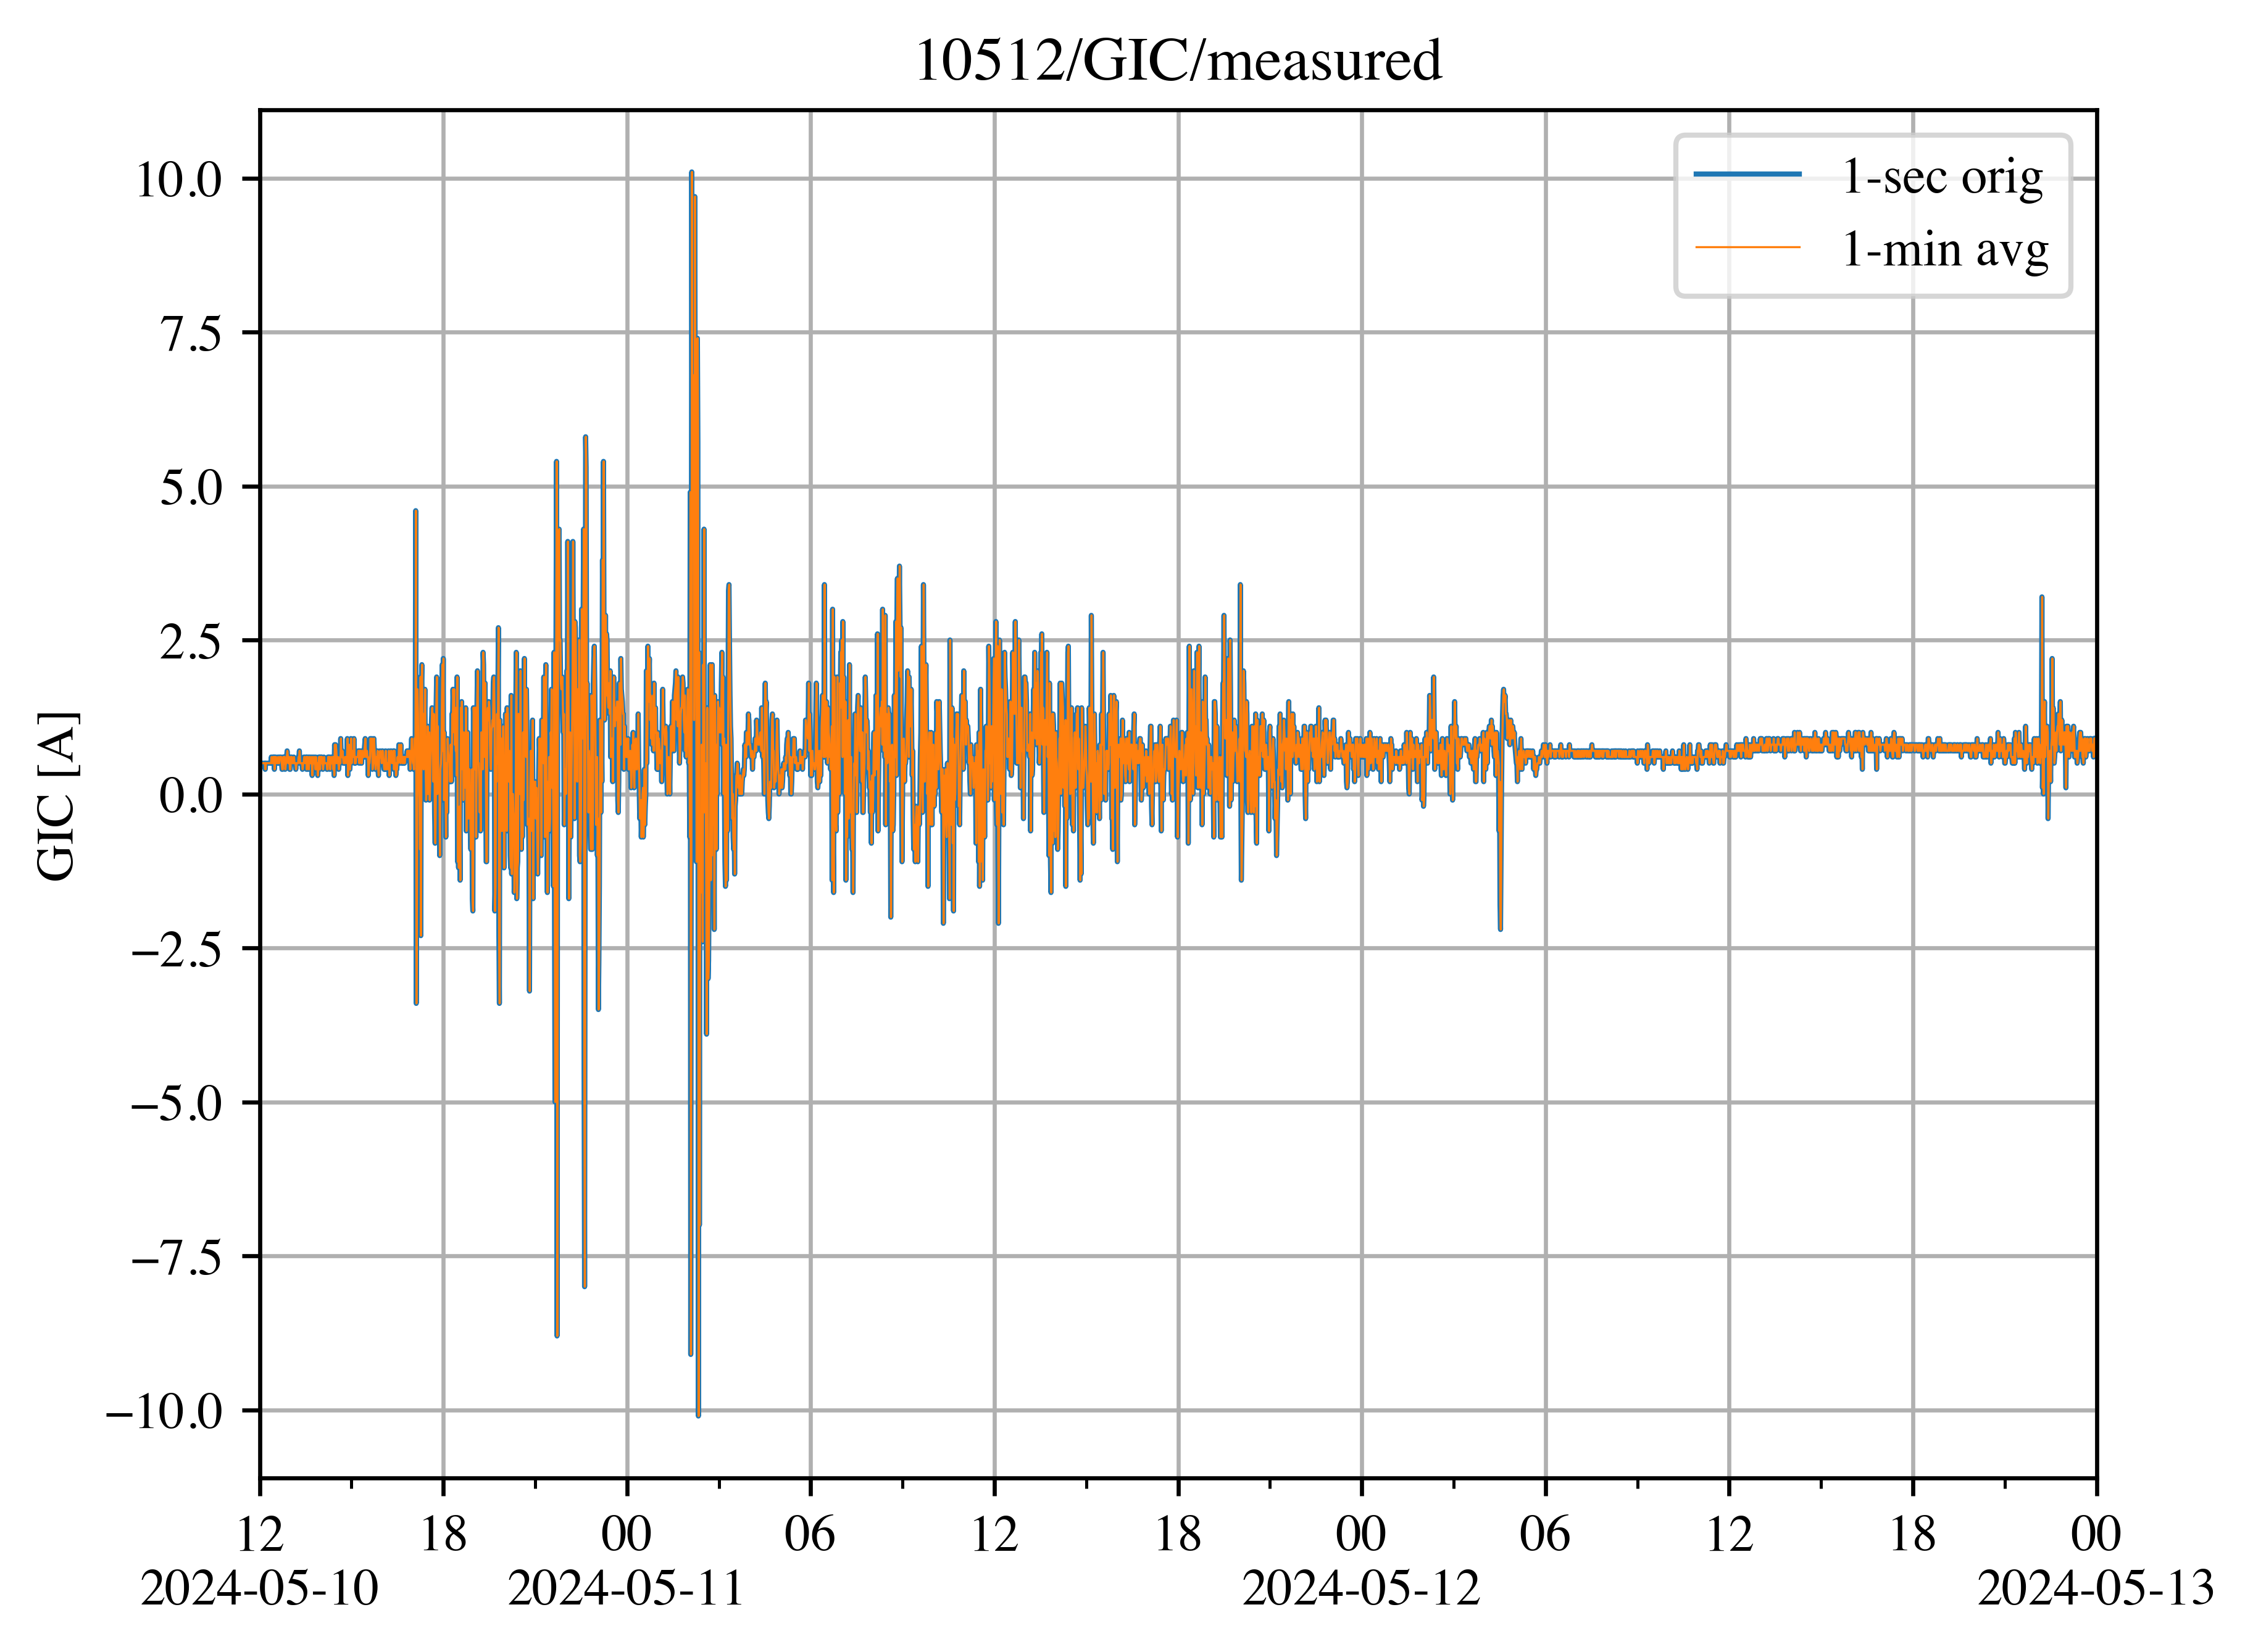 10512/GIC/measured
1-sec orig
1-min avg
10.0
7.5
5.0
2.5
0.0
−2.5
−5.0
−7.5
−10.0
GIC [A]
12 18 00 06 12 18 00 06 12 18 00
2024-05-10 2024-05-11 2024-05-12 2024-05-13